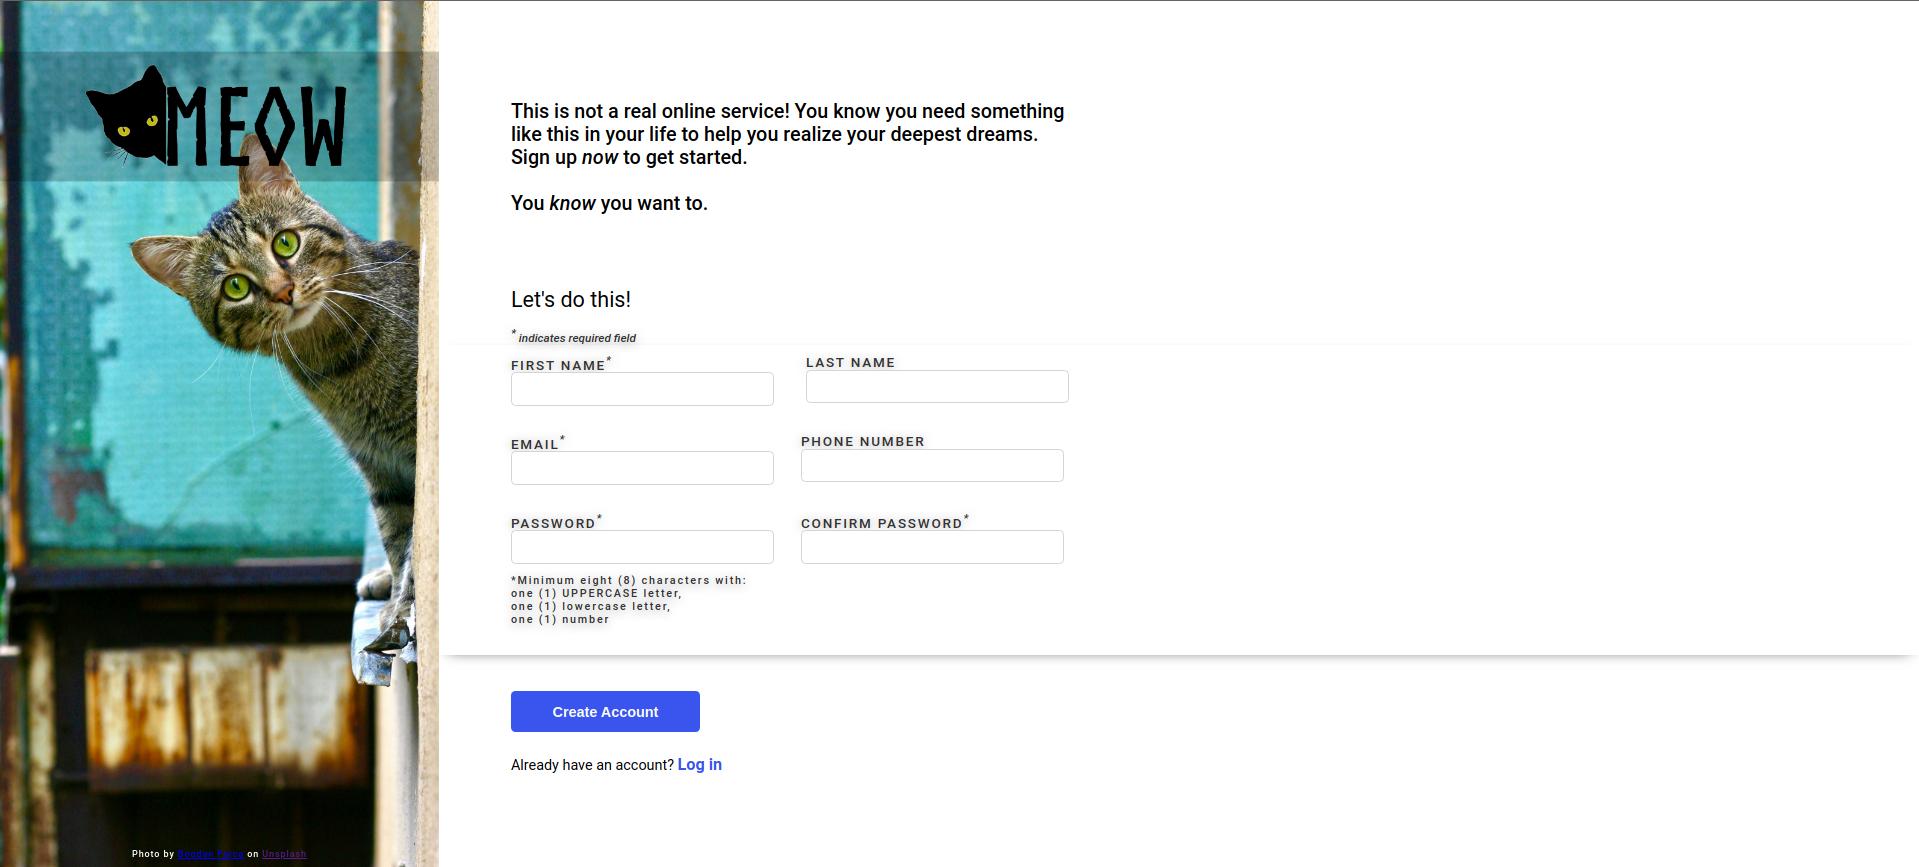 MEOW
This is not a real online service! You know you need something
like this in your life to help you realize your deepest dreams.
Sign up now to get started.
You know you want to.
Let's do this!
* indicates required field
FIRST NAME*
LAST NAME
EMAIL*
PHONE NUMBER
PASSWORD*
CONFIRM PASSWORD*
*Minimum eight (8) characters with:
one (1) UPPERCASE letter,
one (1) lowercase letter,
one (1) number
Create Account
Already have an account? Log in
Photo by on Unsplash